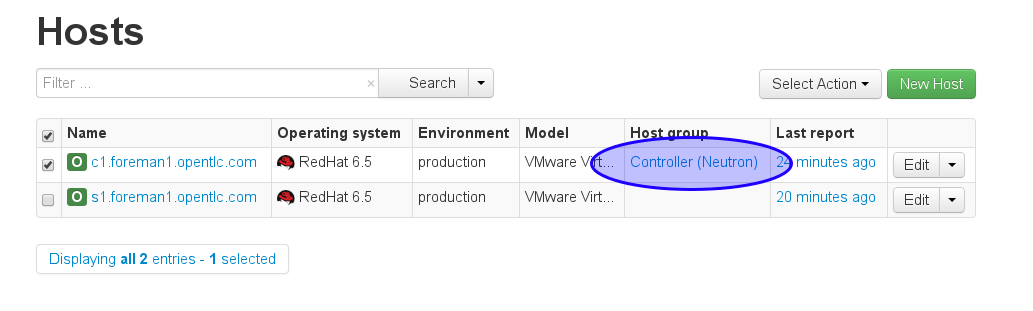 Hosts
Filter ... × Search Select Action New Host
Name Operating system Environment Model Host group Last report
O c1.foreman1.opentlc.com RedHat 6.5 production VMware Virt... Controller (Neutron) 24 minutes ago Edit
O s1.foreman1.opentlc.com RedHat 6.5 production VMware Virt... 20 minutes ago Edit
Displaying all 2 entries - 1 selected